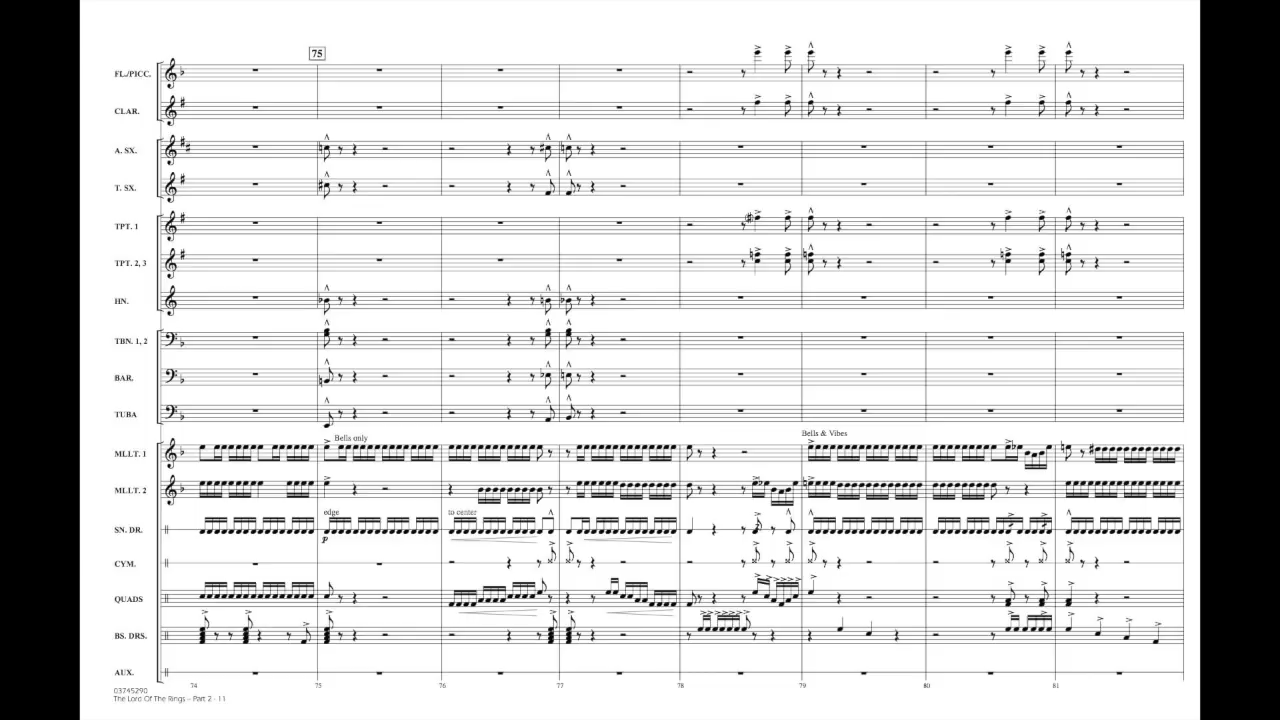 75
FL./PICC.
CLAR.
A. SX.
T. SX.
TPT. 1
TPT. 2, 3
HN.
TBN. 1, 2
BAR.
TUBA
Bells only
Bells & Vibes
MLLT. 1
MLLT. 2
edge
to center
SN. DR.
p
CYM.
QUADS
BS. DRS.
AUX.
74 75 76 77 78 79 80 81
03745290
The Lord Of The Rings – Part 2 - 11